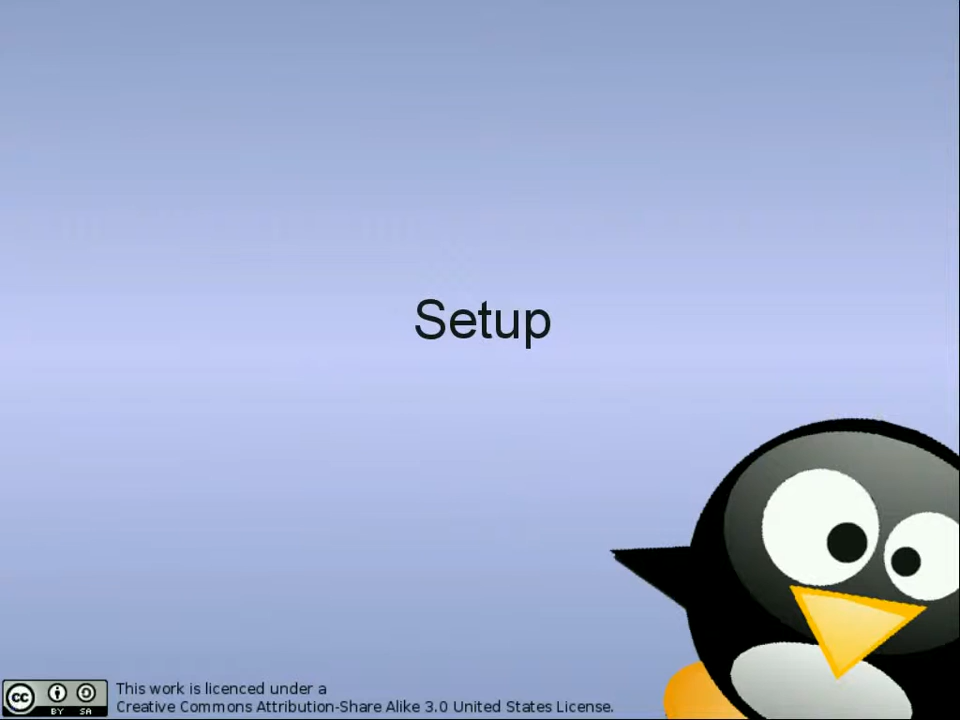 Setup
cc
BY SA
This work is licenced under a
Creative Commons Attribution-Share Alike 3.0 United States License.